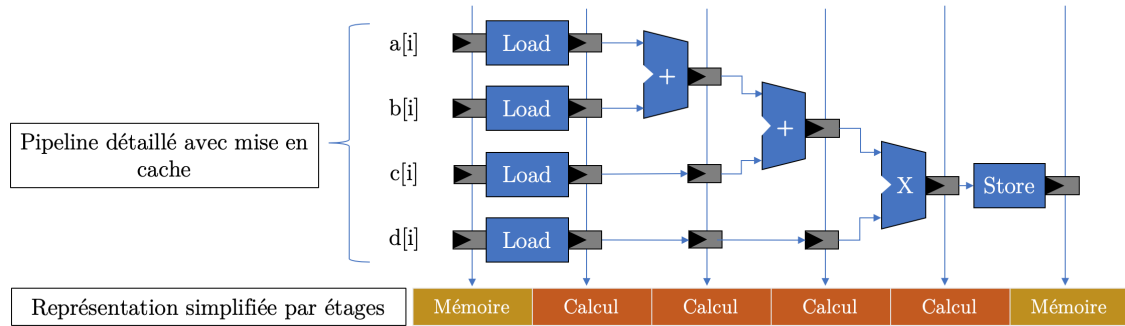 a[i]
Load
+
b[i]
Load
+
Pipeline détaillé avec mise en
cache
c[i]
Load
X
Store
d[i]
Load
Représentation simplifiée par étages
Mémoire
Calcul
Calcul
Calcul
Calcul
Mémoire